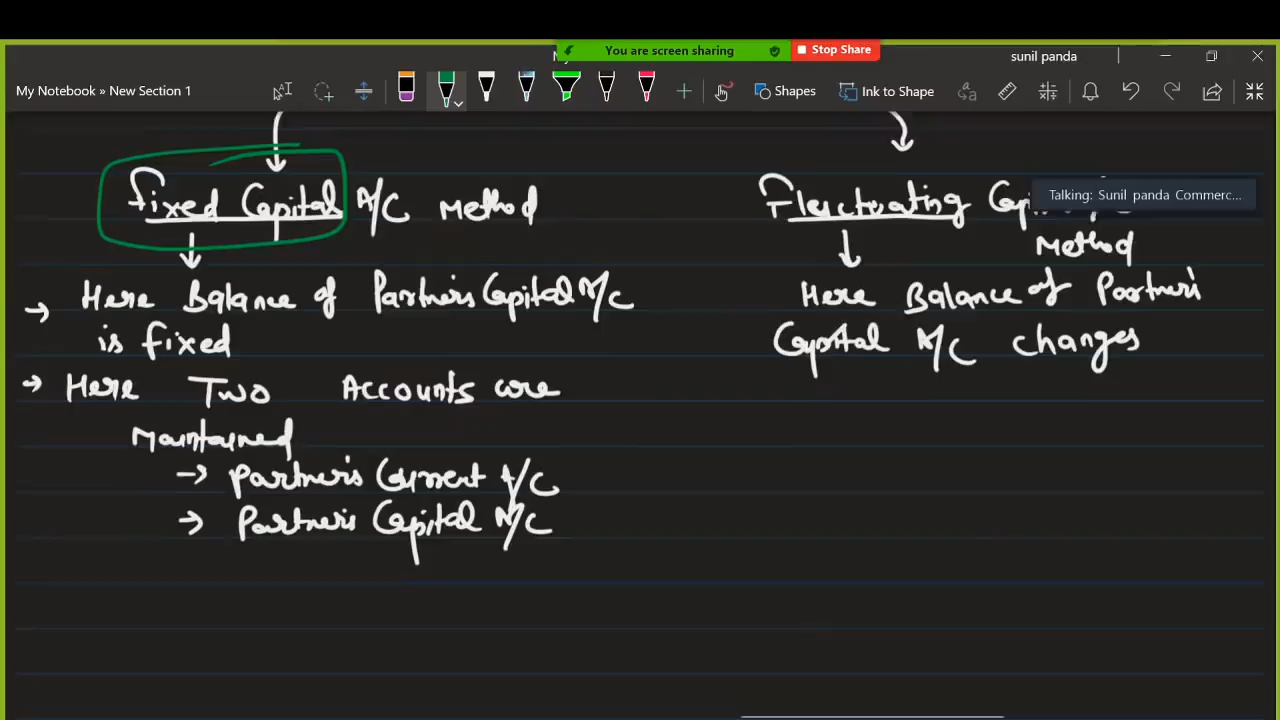 You are screen sharing
Stop Share
sunil panda
My Notebook » New Section 1
Shapes
Ink to Shape
Talking: Sunil panda Commerc...
Fixed Capital A/C Method
Here Balance of Partner's Capital A/C
is fixed
Here Two Accounts are
Maintained
Partner's Current A/C
Partner's Capital A/C
Fluctuating
Method
Here Balance of Partner's
Capital A/C changes